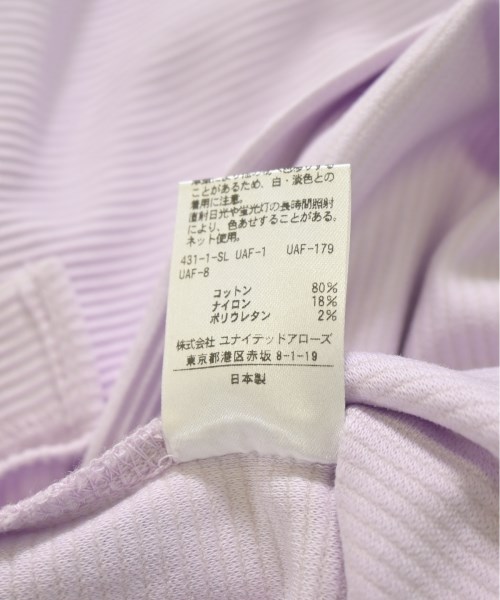 ことがあるため、白・淡色との
着用に注意。
直射日光や蛍光灯の長時間照射
により、色あせすることがある。
ネット使用。
431-1-SL UAF-1 UAF-179
UAF-8
コットン 80%
ナイロン 18%
ポリウレタン 2%
株式会社 ユナイテッドアローズ
東京都港区赤坂 8-1-19
日本製